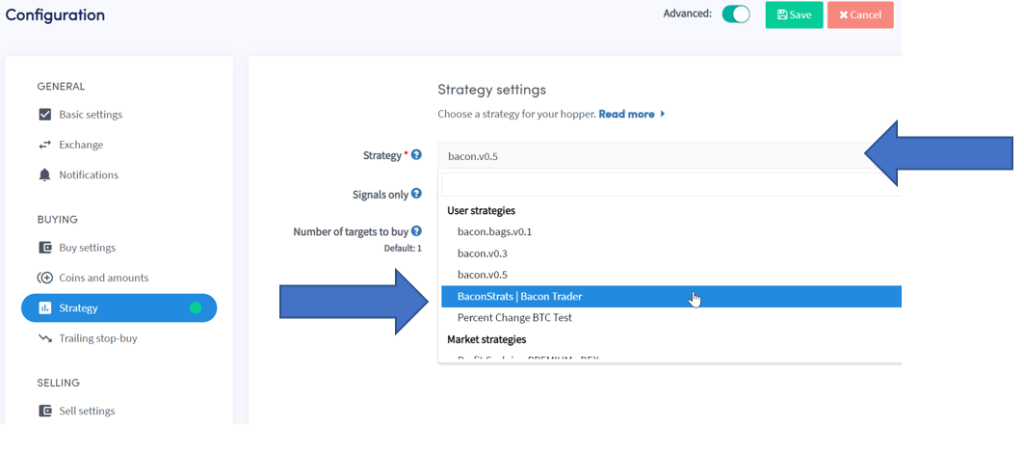 Configuration
Advanced:
Save
Cancel
GENERAL
Basic settings
Exchange
Notifications
BUYING
Buy settings
Coins and amounts
Strategy
Trailing stop-buy
SELLING
Sell settings
Strategy settings
Choose a strategy for your hopper. Read more
Strategy *
bacon.v0.5
Signals only
Number of targets to buy
Default: 1
User strategies
bacon.bags.v0.1
bacon.v0.3
bacon.v0.5
BaconStrats | Bacon Trader
Percent Change BTC Test
Market strategies